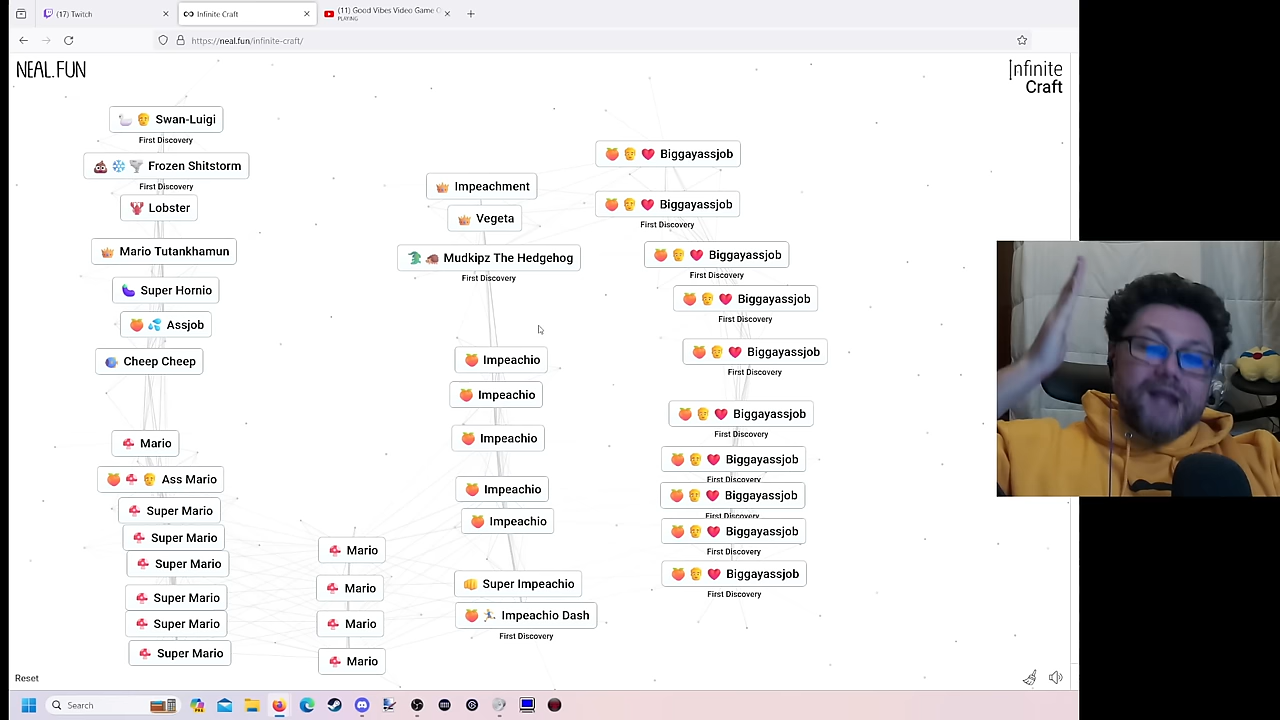 (17) Twitch
Infinite Craft
(11) Good Vibes Video Game
PLAYING
https://neal.fun/infinite-craft/
NEAL.FUN
Infinite
Craft
Swan-Luigi
First Discovery
Frozen Shitstorm
First Discovery
Lobster
Mario Tutankhamun
Super Hornio
Assjob
Cheep Cheep
Mario
Ass Mario
Super Mario
Super Mario
Super Mario
Super Mario
Super Mario
Super Mario
Mario
Mario
Mario
Mario
Impeachment
Vegeta
Mudkipz The Hedgehog
First Discovery
Impeachio
Impeachio
Impeachio
Impeachio
Impeachio
Super Impeachio
Impeachio Dash
First Discovery
Biggayassjob
Biggayassjob
First Discovery
Biggayassjob
First Discovery
Biggayassjob
First Discovery
Biggayassjob
First Discovery
Biggayassjob
First Discovery
Biggayassjob
First Discovery
Biggayassjob
First Discovery
Biggayassjob
First Discovery
Biggayassjob
First Discovery
Reset
Search